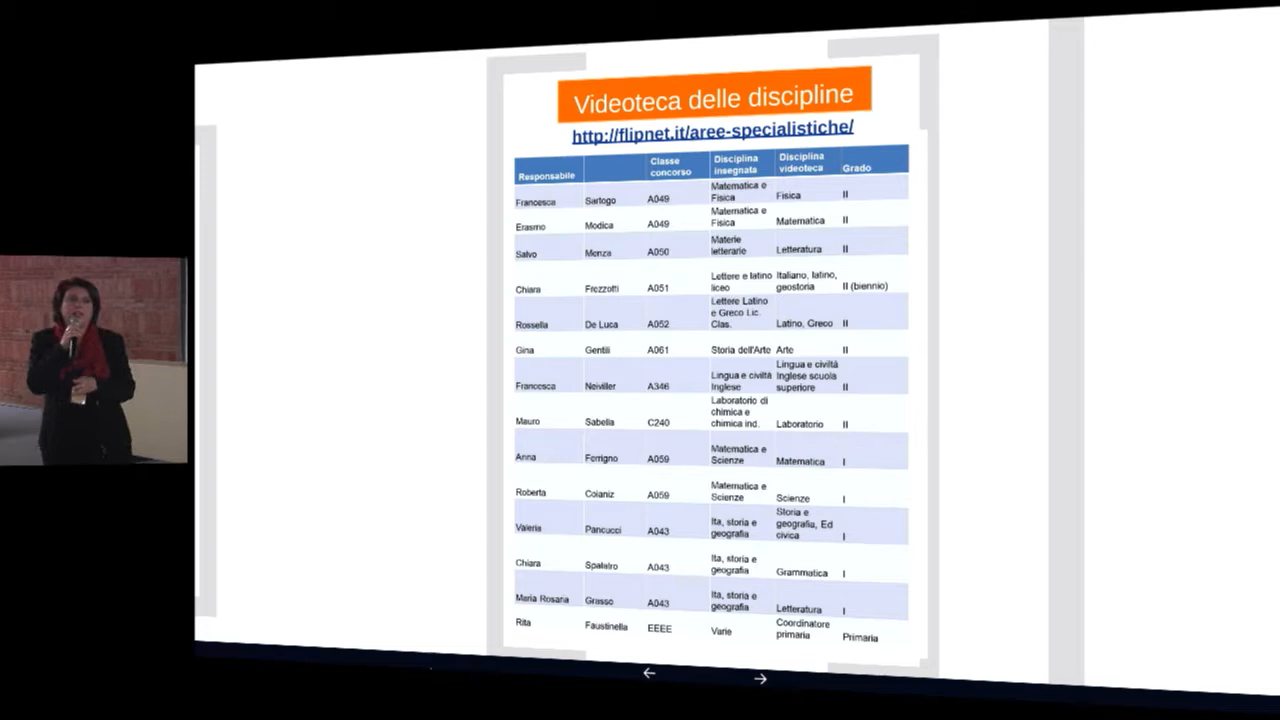 Videoteca delle discipline
http://flipnet.it/aree-specialistiche/
Responsabile Classe concorso Disciplina insegnata Disciplina videoteca Grado
Francesca Sartogo A049 Matematica e Fisica Fisica II
Erasmo Modica A049 Matematica e Fisica Matematica II
Salvo Menza A050 Materie letterarie Letteratura II
Chiara Frezzotti A051 Lettere e latino liceo Italiano, latino, geostoria II (biennio)
Rossella De Luca A052 Lettere Latino e Greco Lic. Clas. Latino, Greco II
Gina Gentili A061 Storia dell'Arte Arte II
Francesca Neiviller A346 Lingua e civiltà Inglese Lingua e civiltà Inglese scuola superiore II
Mauro Sabella C240 Laboratorio di chimica e chimica ind. Laboratorio II
Anna Ferrigno A059 Matematica e Scienze Matematica I
Roberta Colaniz A059 Matematica e Scienze Scienze I
Valeria Pancucci A043 Ita, storia e geografia Storia e geografia, Ed civica I
Chiara Spalatro A043 Ita, storia e geografia Grammatica I
Maria Rosaria Grasso A043 Ita, storia e geografia Letteratura I
Rita Faustinella EEEE Varie Coordinatore primaria Primaria